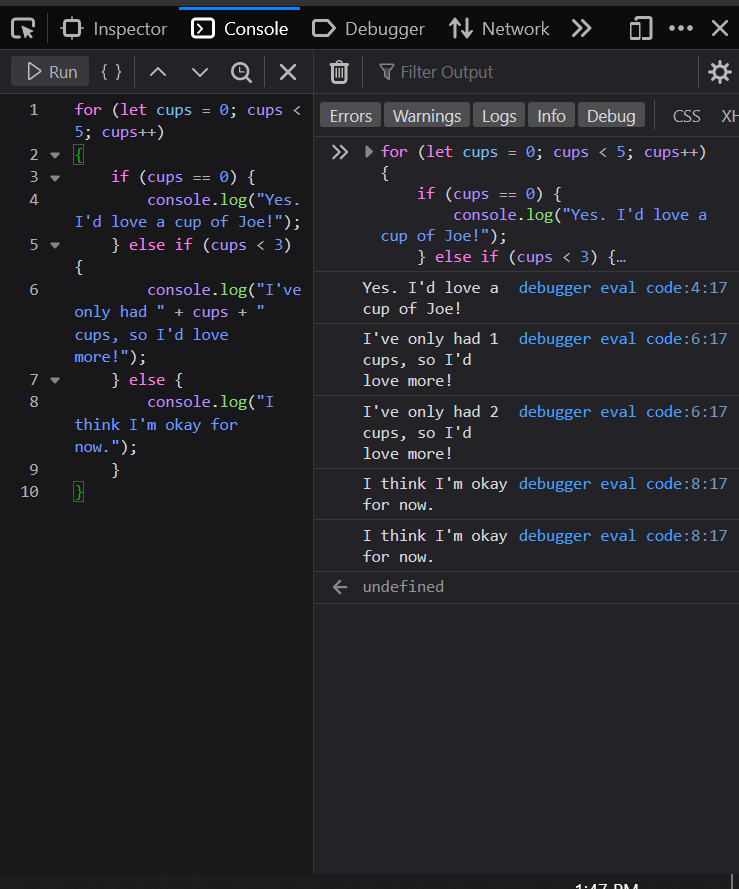 Inspector Console Debugger Network
Run { }
Filter Output
Errors Warnings Logs Info Debug CSS XH
1 for (let cups = 0; cups <
5; cups++)
2 {
3 if (cups == 0) {
4 console.log("Yes.
I'd love a cup of Joe!");
5 } else if (cups < 3)
{
6 console.log("I've
only had " + cups + "
cups, so I'd love
more!");
7 } else {
8 console.log("I
think I'm okay for
now.");
9 }
10 }
for (let cups = 0; cups < 5; cups++)
{
if (cups == 0) {
console.log("Yes. I'd love a
cup of Joe!");
} else if (cups < 3) {…
Yes. I'd love a debugger eval code:4:17
cup of Joe!
I've only had 1 debugger eval code:6:17
cups, so I'd
love more!
I've only had 2 debugger eval code:6:17
cups, so I'd
love more!
I think I'm okay debugger eval code:8:17
for now.
I think I'm okay debugger eval code:8:17
for now.
undefined
1:47 PM